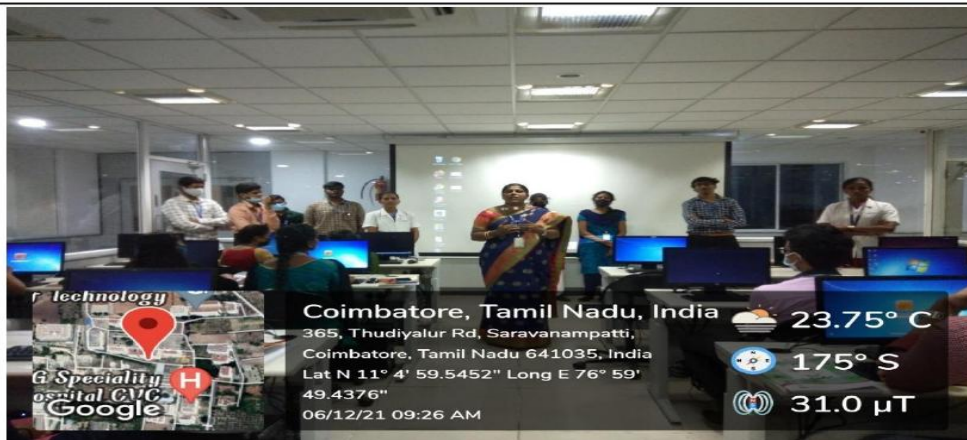 r Technology
G Speciality
ospital CVC
H
Google
Coimbatore, Tamil Nadu, India
365, Thudiyalur Rd, Saravanampatti,
Coimbatore, Tamil Nadu 641035, India
Lat N 11° 4' 59.5452" Long E 76° 59'
49.4376"
06/12/21 09:26 AM
23.75° C
175° S
31.0 µT